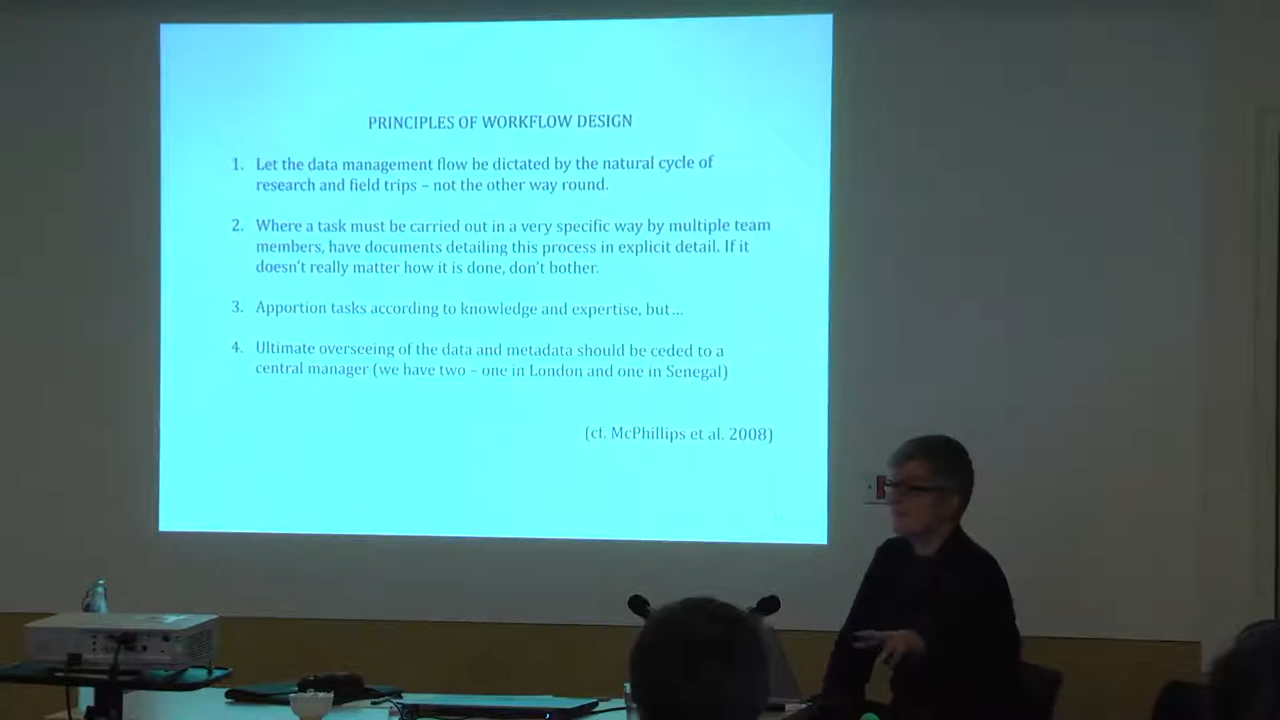 PRINCIPLES OF WORKFLOW DESIGN
1. Let the data management flow be dictated by the natural cycle of
research and field trips – not the other way round.
2. Where a task must be carried out in a very specific way by multiple team
members, have documents detailing this process in explicit detail. If it
doesn't really matter how it is done, don't bother.
3. Apportion tasks according to knowledge and expertise, but…
4. Ultimate overseeing of the data and metadata should be ceded to a
central manager (we have two – one in London and one in Senegal)
(cf. McPhillips et al. 2008)